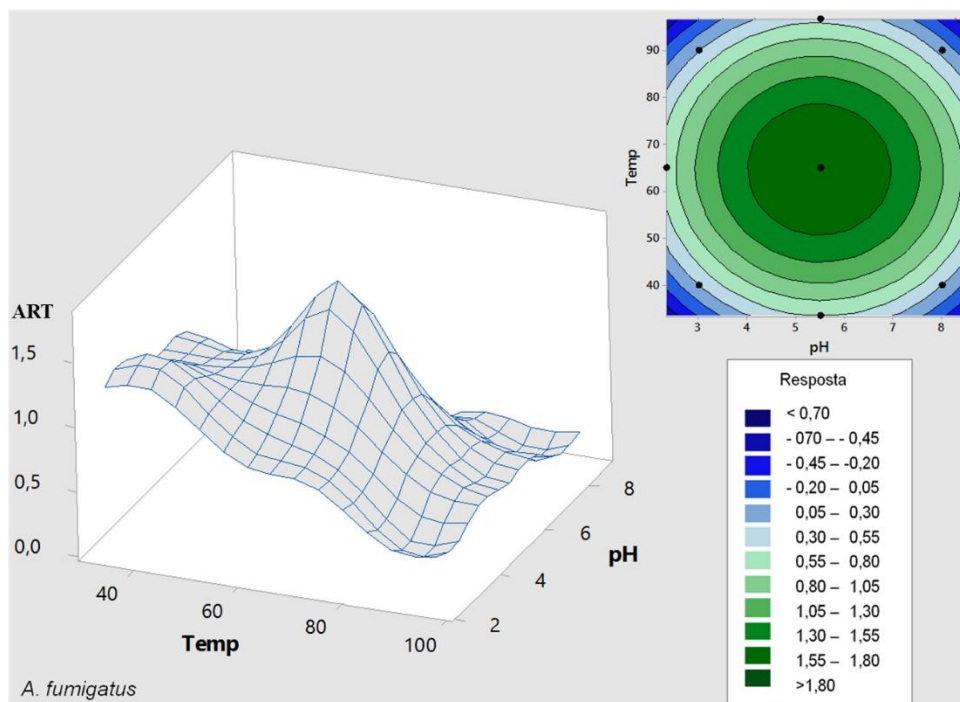 ART
1,5
1,0
0,5
0,0
40
60
80
100
Temp
2
4
6
8
pH
A. fumigatus
90
80
70
60
50
40
Temp
3 4 5 6 7 8
pH
Resposta
< 0,70
- 070 – - 0,45
- 0,45 – -0,20
- 0,20 – 0,05
0,05 – 0,30
0,30 – 0,55
0,55 – 0,80
0,80 – 1,05
1,05 – 1,30
1,30 – 1,55
1,55 – 1,80
>1,80